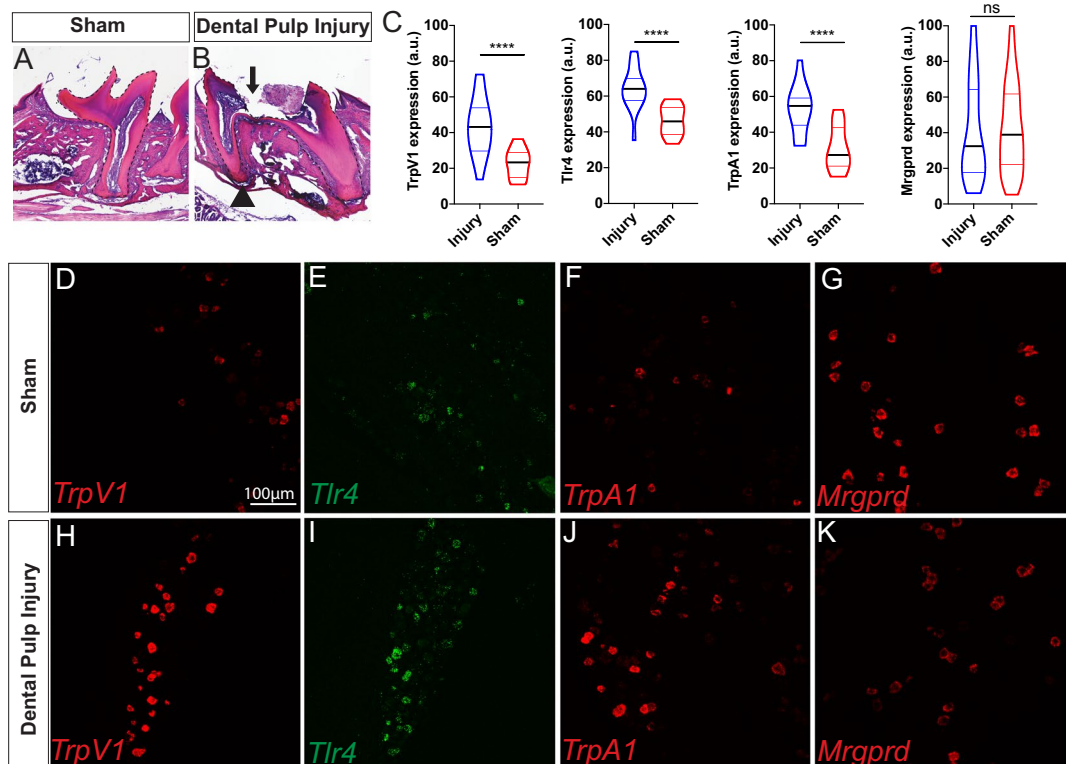 Sham
Dental Pulp Injury
A
B
C
TrpV1 expression (a.u.)
100
80
60
40
20
0
****
Injury
Sham
Tlr4 expression (a.u.)
100
80
60
40
20
0
****
Injury
Sham
TrpA1 expression (a.u.)
100
80
60
40
20
0
****
Injury
Sham
Mrgprd expression (a.u.)
100
80
60
40
20
0
ns
Injury
Sham
Sham
D
TrpV1
100µm
E
Tlr4
F
TrpA1
G
Mrgprd
Dental Pulp Injury
H
TrpV1
I
Tlr4
J
TrpA1
K
Mrgprd